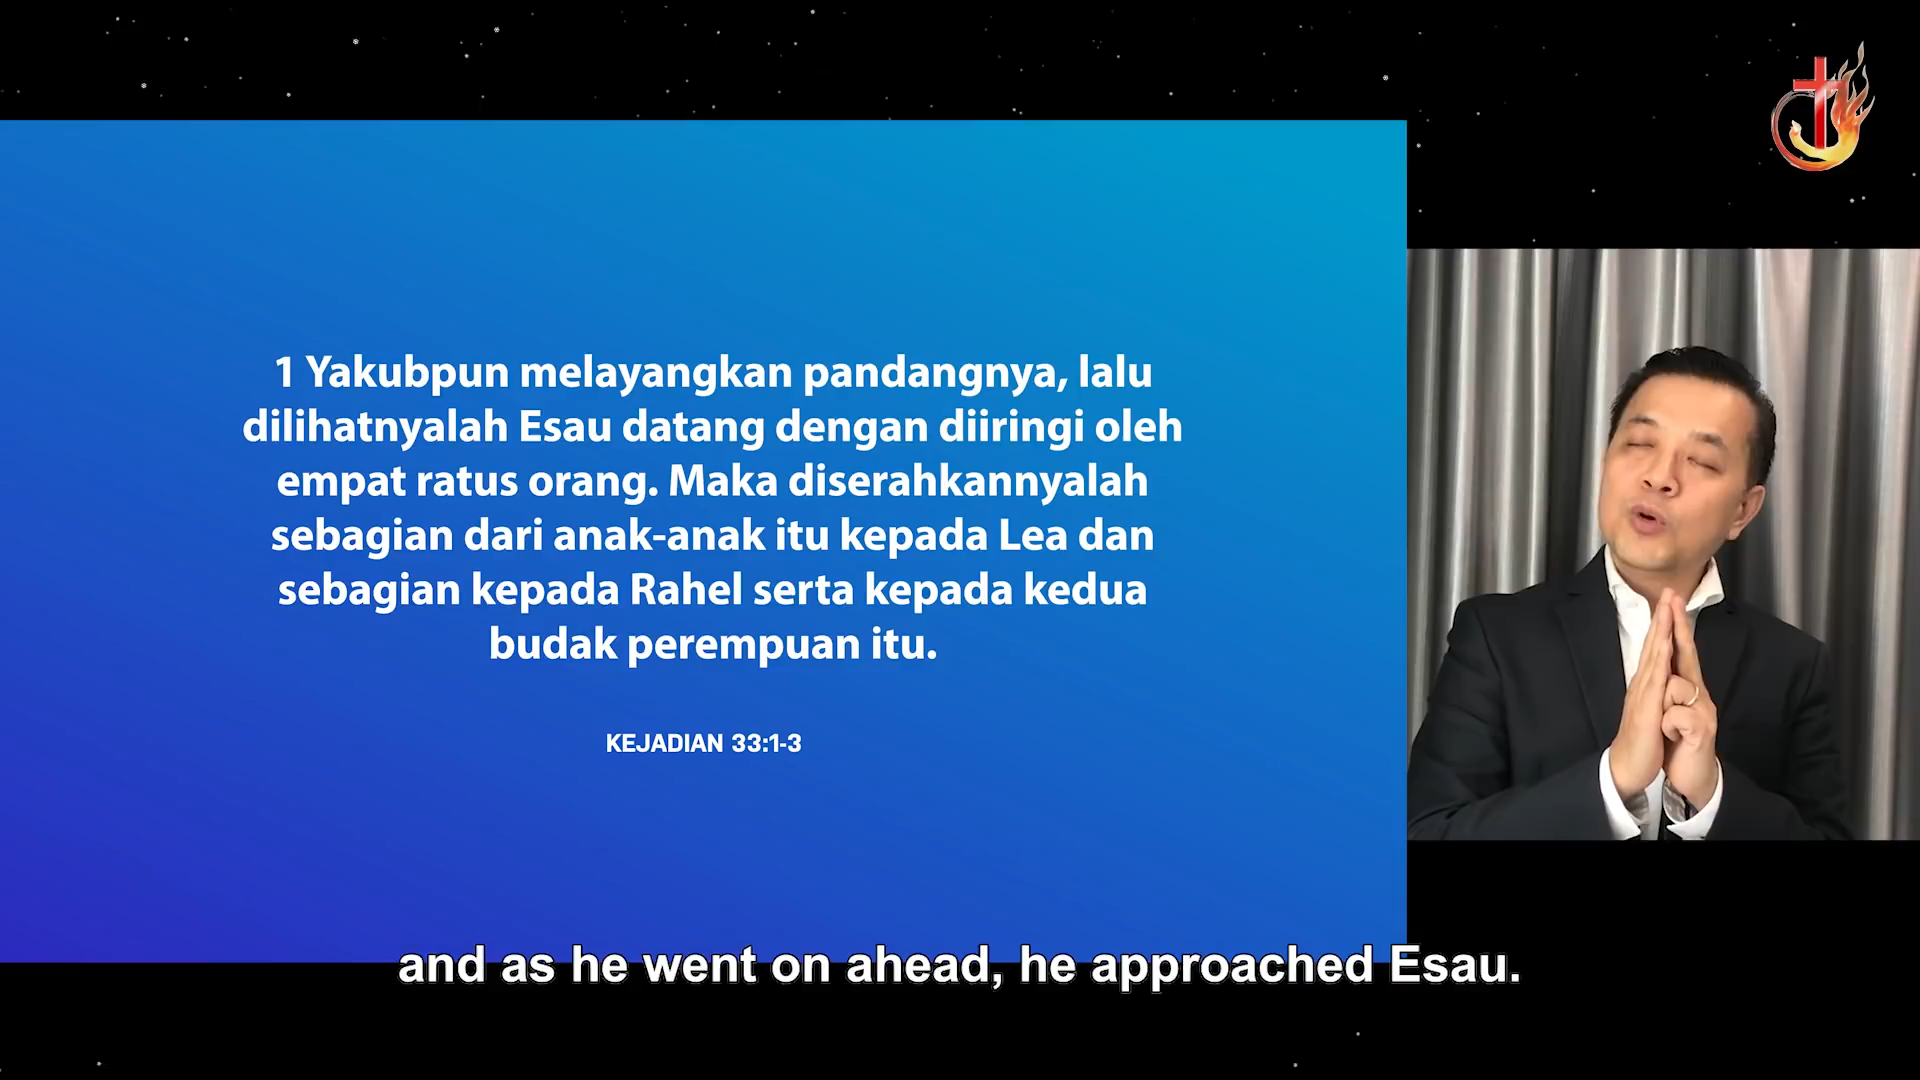 1 Yakubpun melayangkan pandangnya, lalu
dilihatnyalah Esau datang dengan diiringi oleh
empat ratus orang. Maka diserahkannyalah
sebagian dari anak-anak itu kepada Lea dan
sebagian kepada Rahel serta kepada kedua
budak perempuan itu.
KEJADIAN 33:1-3
and as he went on ahead, he approached Esau.